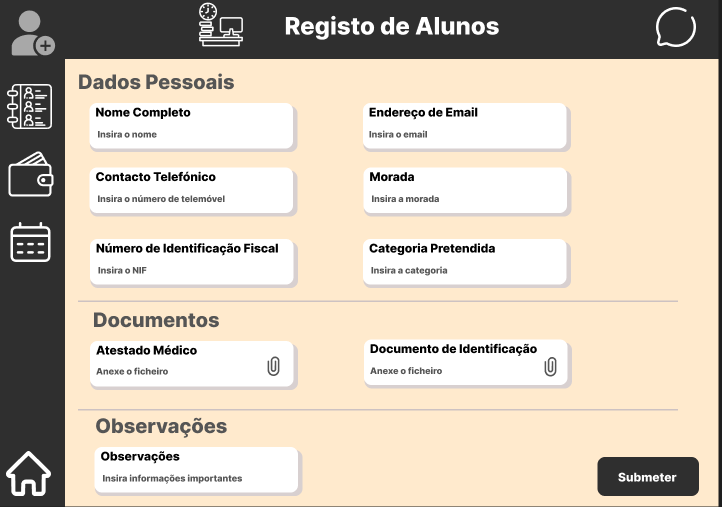 Registo de Alunos
Dados Pessoais
Nome Completo
Insira o nome
Endereço de Email
Insira o email
Contacto Telefónico
Insira o número de telemóvel
Morada
Insira a morada
Número de Identificação Fiscal
Insira o NIF
Categoria Pretendida
Insira a categoria
Documentos
Atestado Médico
Anexe o ficheiro
Documento de Identificação
Anexe o ficheiro
Observações
Observações
Insira informações importantes
Submeter